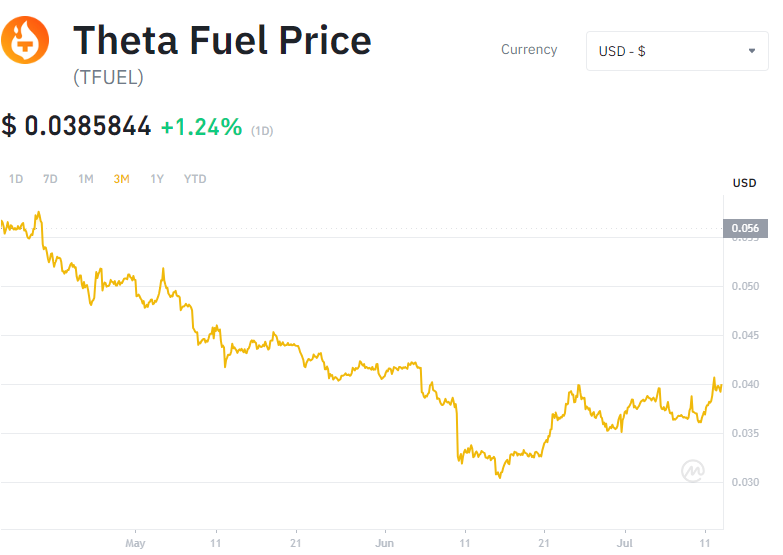 Theta Fuel Price
(TFUEL)
Currency
USD - $
$ 0.0385844 +1.24% (1D)
1D 7D 1M 3M 1Y YTD
USD
0.056
0.055
0.050
0.045
0.040
0.035
0.030
May 11 21 Jun 11 21 Jul 11